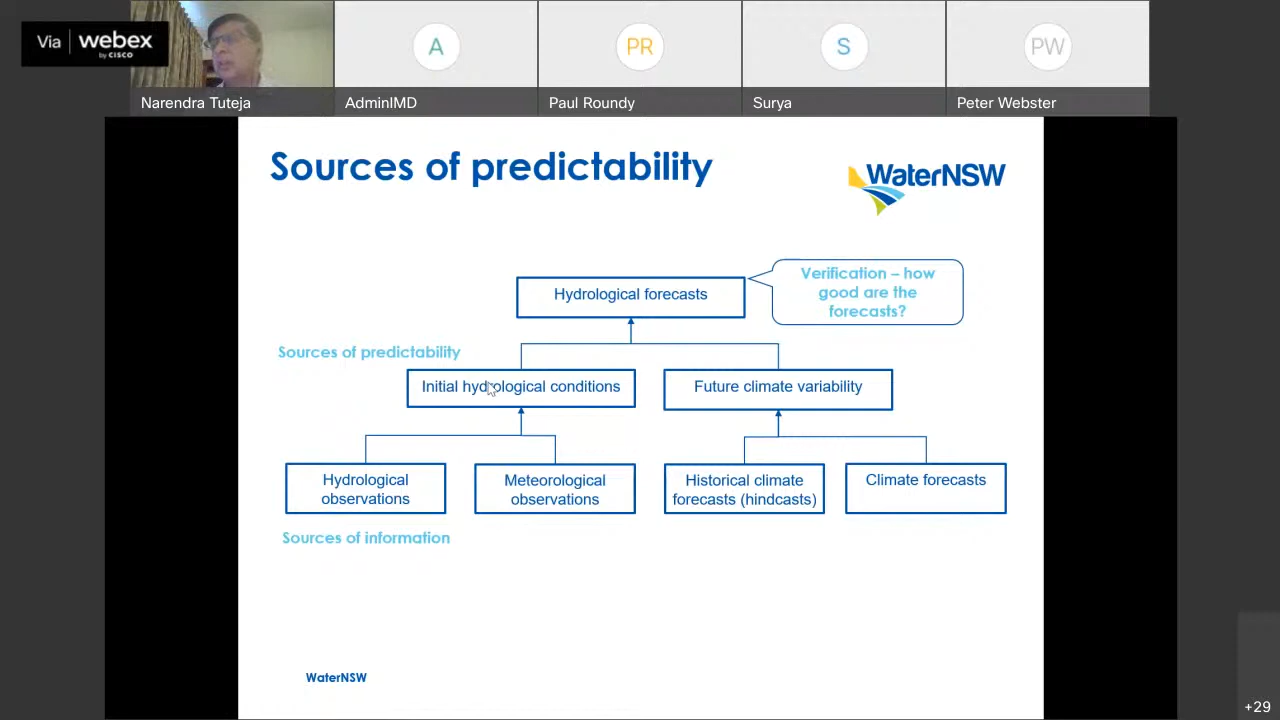 Via | webex
by CISCO
A
PR
S
PW
Narendra Tuteja
AdminIMD
Paul Roundy
Surya
Peter Webster
Sources of predictability
WaterNSW
Verification – how
good are the
forecasts?
Hydrological forecasts
Sources of predictability
Initial hydrological conditions
Future climate variability
Hydrological
observations
Meteorological
observations
Historical climate
forecasts (hindcasts)
Climate forecasts
Sources of information
WaterNSW
+29